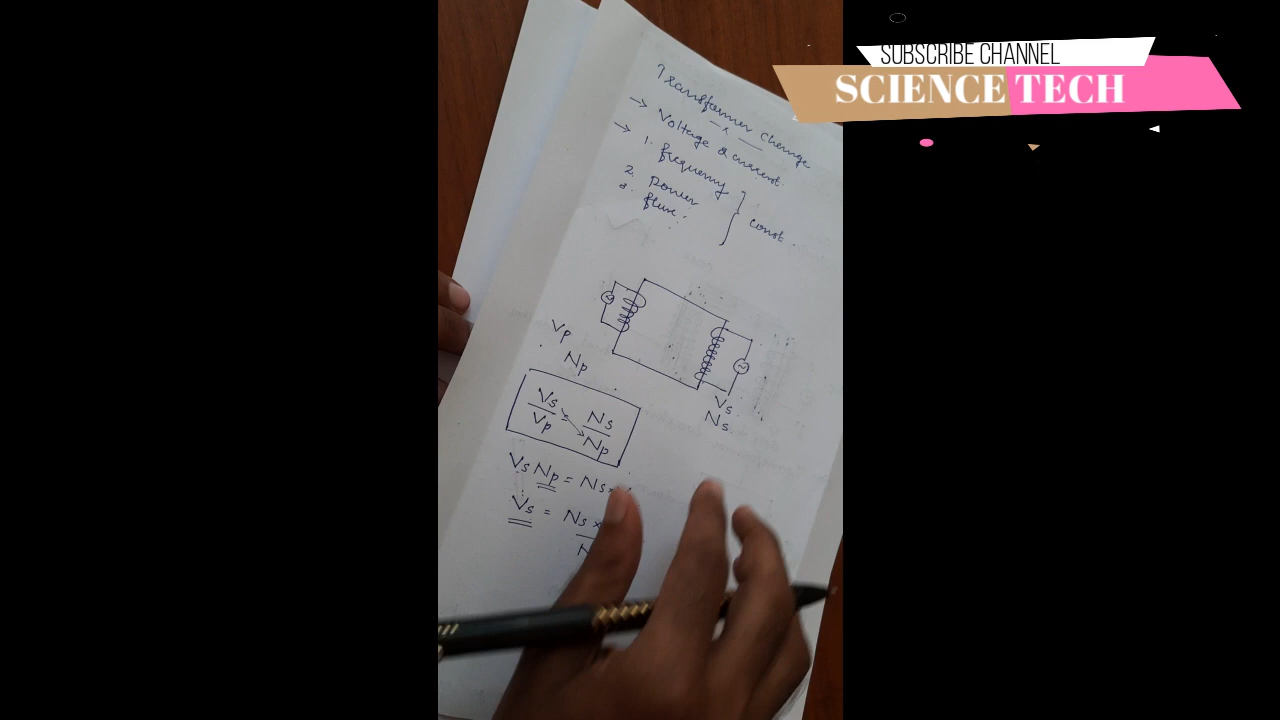 SUBSCRIBE CHANNEL
SCIENCE TECH
Transformer change
→ Voltage & current.
→ 1. frequency
2. Power
3. flux.
} const.
Vp
Np
Vs
Ns
Vs/Vp = Ns/Np
Vs Np = Ns
Vs = Ns ×